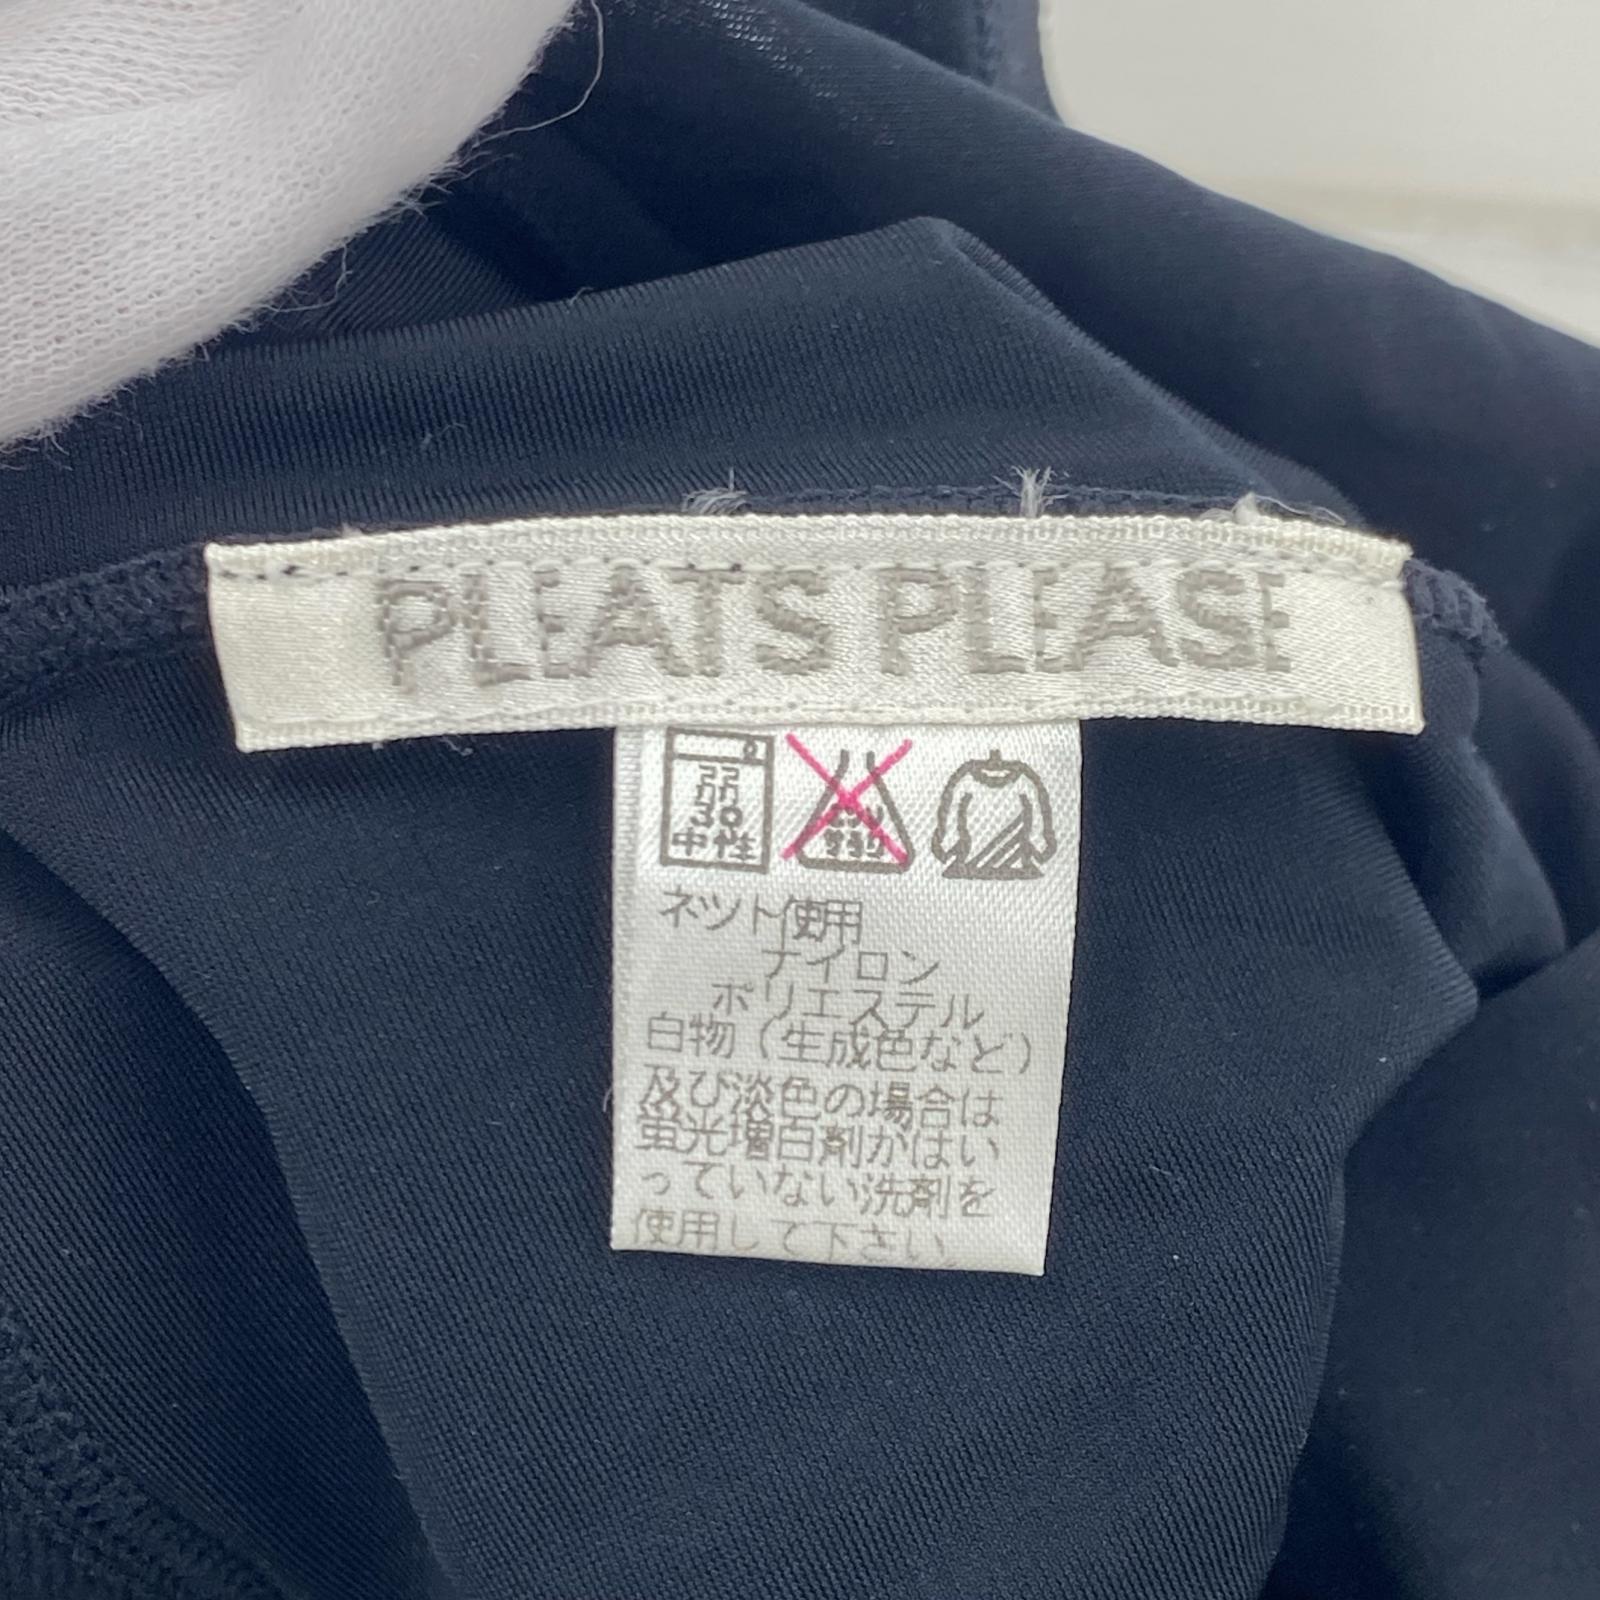 PLEATS PLEASE
弱
30
中性
ネット使用
ナイロン
ポリエステル
白物(生成色など)
及び淡色の場合は
蛍光増白剤がはい
っていない洗剤を
使用して下さい